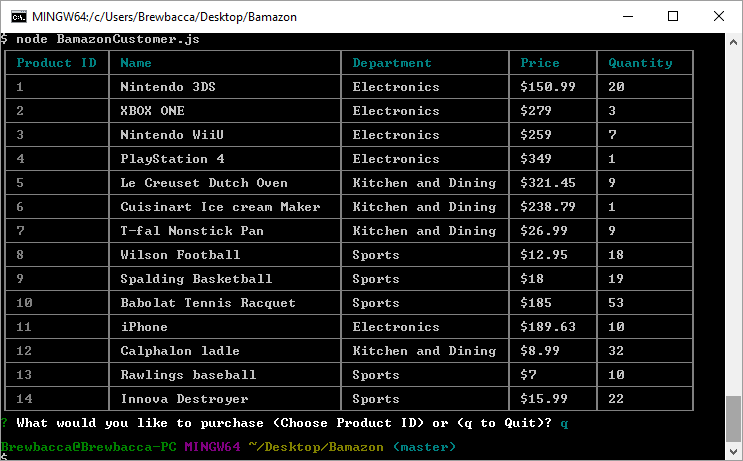 MINGW64:/c/Users/Brewbacca/Desktop/Bamazon
$ node BamazonCustomer.js
Product ID Name Department Price Quantity
1 Nintendo 3DS Electronics $150.99 20
2 XBOX ONE Electronics $279 3
3 Nintendo WiiU Electronics $259 7
4 PlayStation 4 Electronics $349 1
5 Le Creuset Dutch Oven Kitchen and Dining $321.45 9
6 Cuisinart Ice cream Maker Kitchen and Dining $238.79 1
7 T-fal Nonstick Pan Kitchen and Dining $26.99 9
8 Wilson Football Sports $12.95 18
9 Spalding Basketball Sports $18 19
10 Babolat Tennis Racquet Sports $185 53
11 iPhone Electronics $189.63 10
12 Calphalon ladle Kitchen and Dining $8.99 32
13 Rawlings baseball Sports $7 10
14 Innova Destroyer Sports $15.99 22
? What would you like to purchase (Choose Product ID) or (q to Quit)? q
Brewbacca@Brewbacca-PC MINGW64 ~/Desktop/Bamazon (master)
$